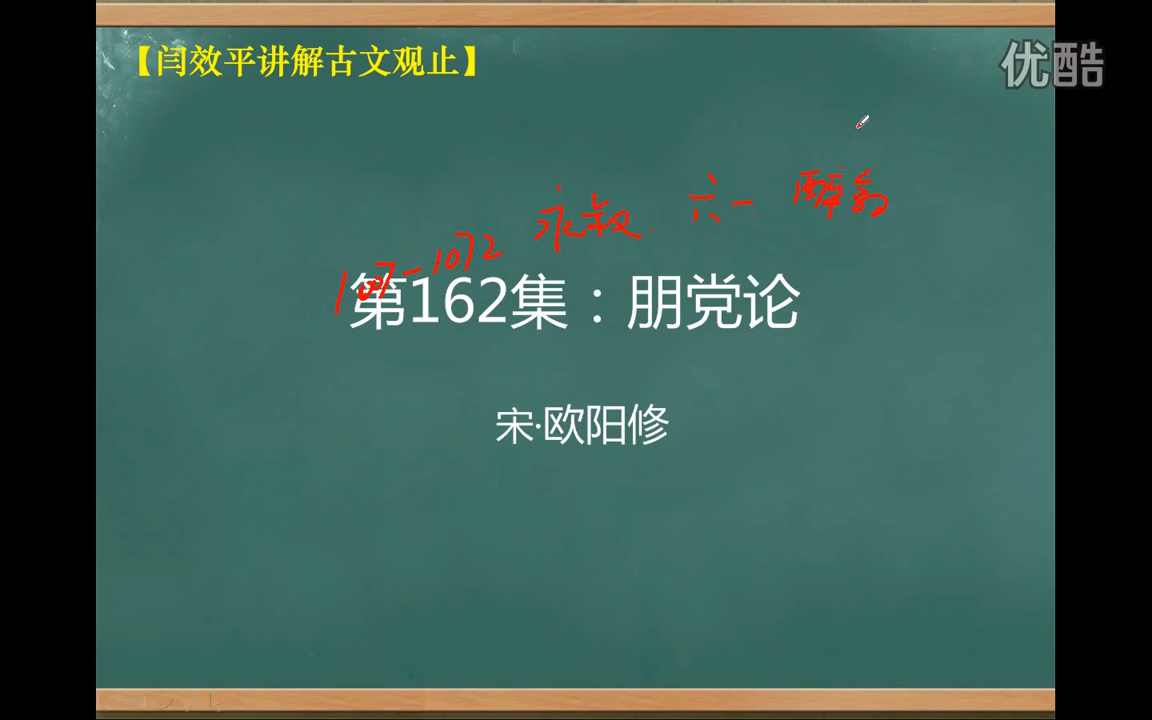 【闫效平讲解古文观止】
优酷
永叔. 六一 醉翁
1007-1072
第162集：朋党论
宋·欧阳修